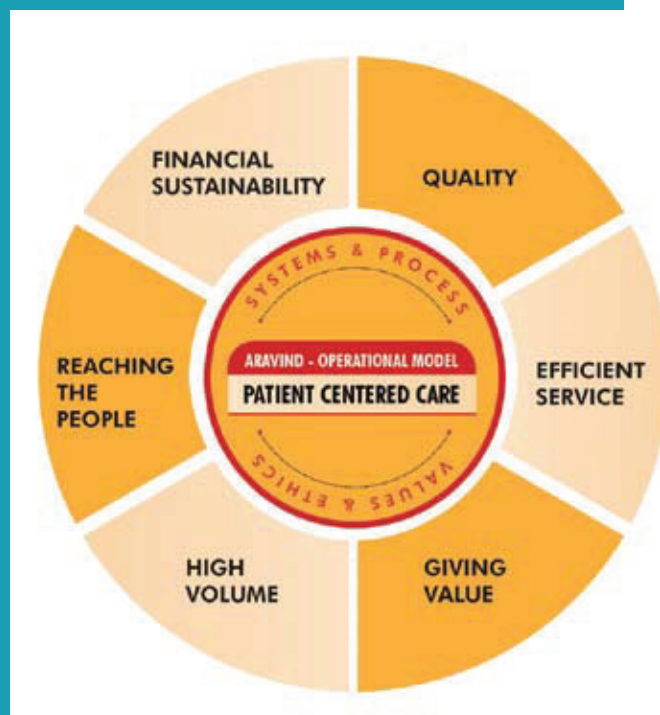 FINANCIAL
SUSTAINABILITY
QUALITY
EFFICIENT
SERVICE
GIVING
VALUE
HIGH
VOLUME
REACHING
THE
PEOPLE
SYSTEMS & PROCESS
ARAVIND - OPERATIONAL MODEL
PATIENT CENTERED CARE
VALUES & ETHICS